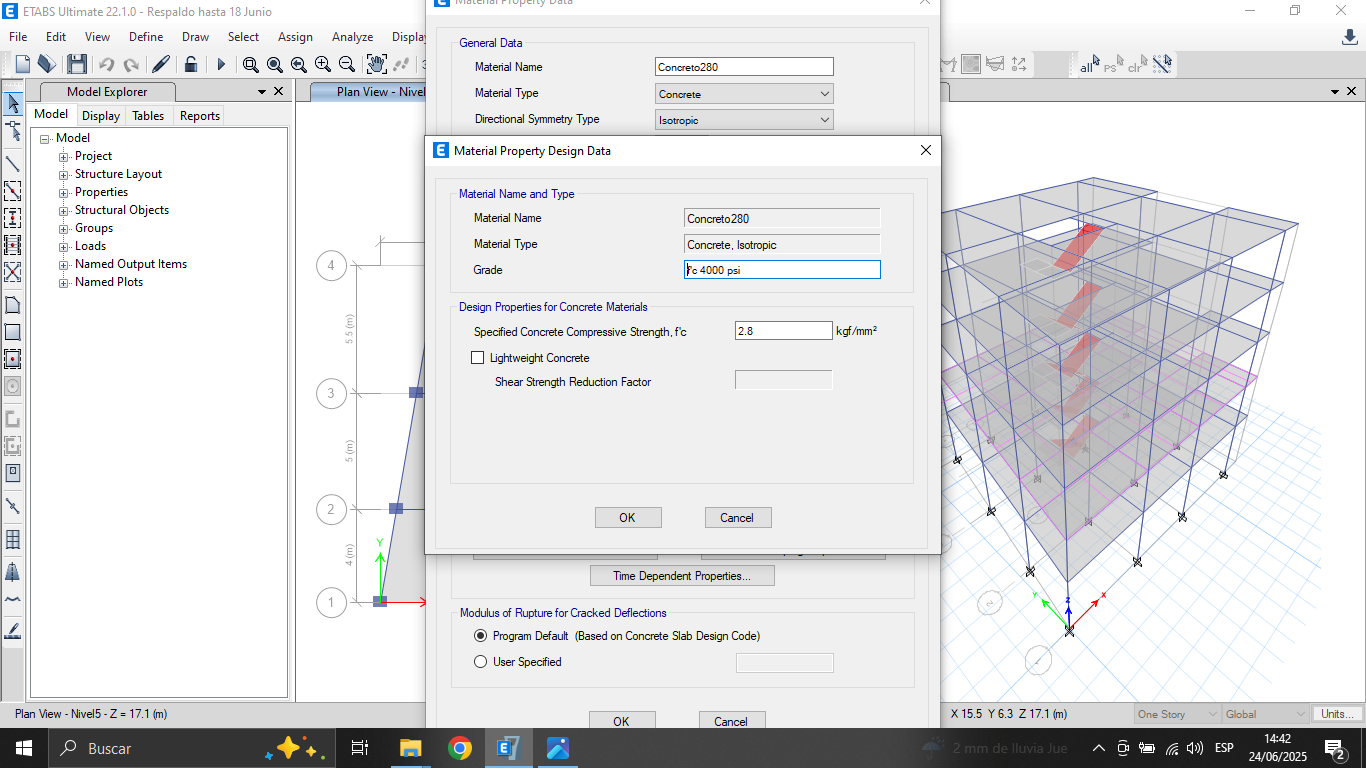 ETABS Ultimate 22.1.0 - Respaldo hasta 18 Junio
Material Property Data
File Edit View Define Draw Select Assign Analyze Display
General Data
Material Name Concreto280
Material Type Concrete
Directional Symmetry Type Isotropic
all PS clr
Model Explorer
Plan View - Nivel
Model Display Tables Reports
Model
Project
Structure Layout
Properties
Structural Objects
Groups
Loads
Named Output Items
Named Plots
Material Property Design Data
Material Name and Type
Material Name Concreto280
Material Type Concrete, Isotropic
Grade f'c 4000 psi
Design Properties for Concrete Materials
Specified Concrete Compressive Strength, f'c 2.8 kgf/mm²
Lightweight Concrete
Shear Strength Reduction Factor
OK Cancel
4
5.5 (m)
3
5 (m)
2
4 (m)
Y
1
Y Z X
Time Dependent Properties...
Modulus of Rupture for Cracked Deflections
Program Default (Based on Concrete Slab Design Code)
User Specified
OK Cancel
Plan View - Nivel5 - Z = 17.1 (m)
X 15.5 Y 6.3 Z 17.1 (m)
One Story Global Units...
Buscar
2 mm de lluvia Jue
ESP
14:42
24/06/2025
2